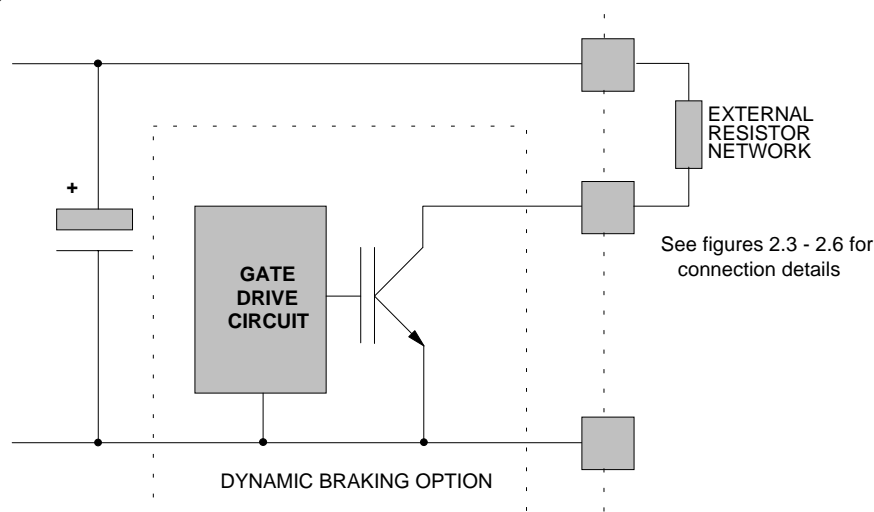 EXTERNAL
RESISTOR
NETWORK
+
See figures 2.3 - 2.6 for
connection details
GATE
DRIVE
CIRCUIT
DYNAMIC BRAKING OPTION